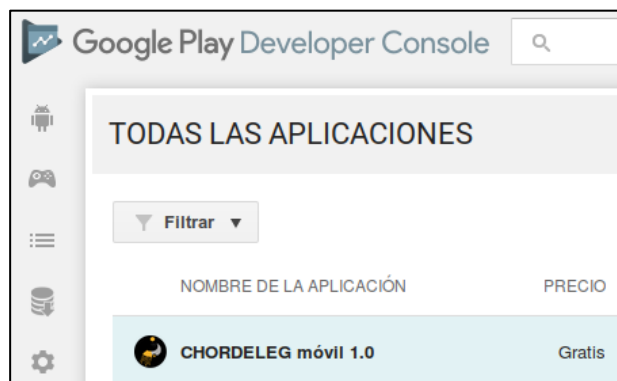 Google Play Developer Console
TODAS LAS APLICACIONES
Filtrar
NOMBRE DE LA APLICACIÓN PRECIO
CHORDELEG móvil 1.0 Gratis